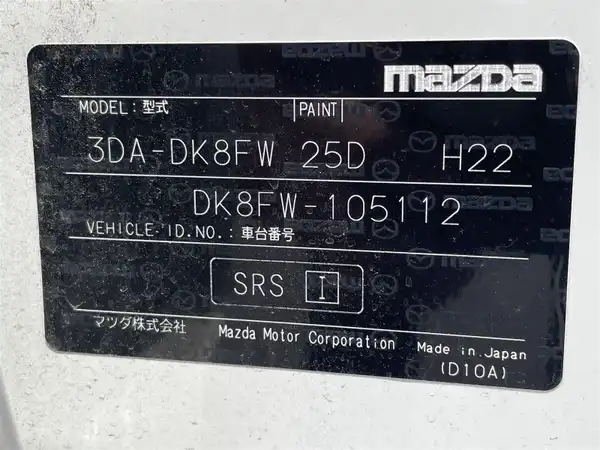 mazda
MODEL:型式 |PAINT|
3DA-DK8FW 25D H22
DK8FW-105112
VEHICLE ID.NO.:車台番号
SRS I
マツダ株式会社 Mazda Motor Corporation Made in Japan
(D10A)